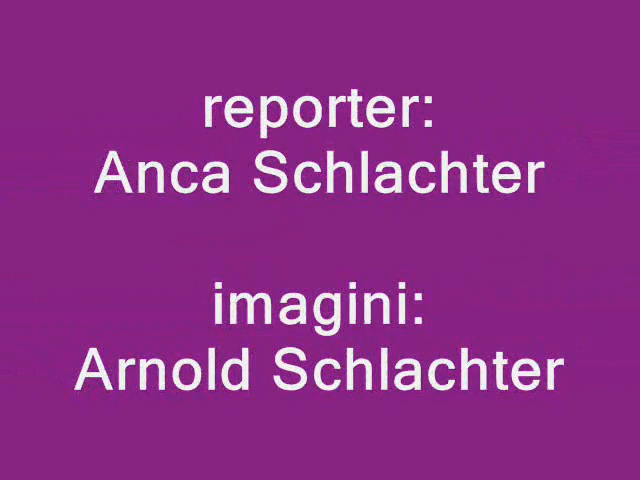 reporter:
Anca Schlachter
imagini:
Arnold Schlachter